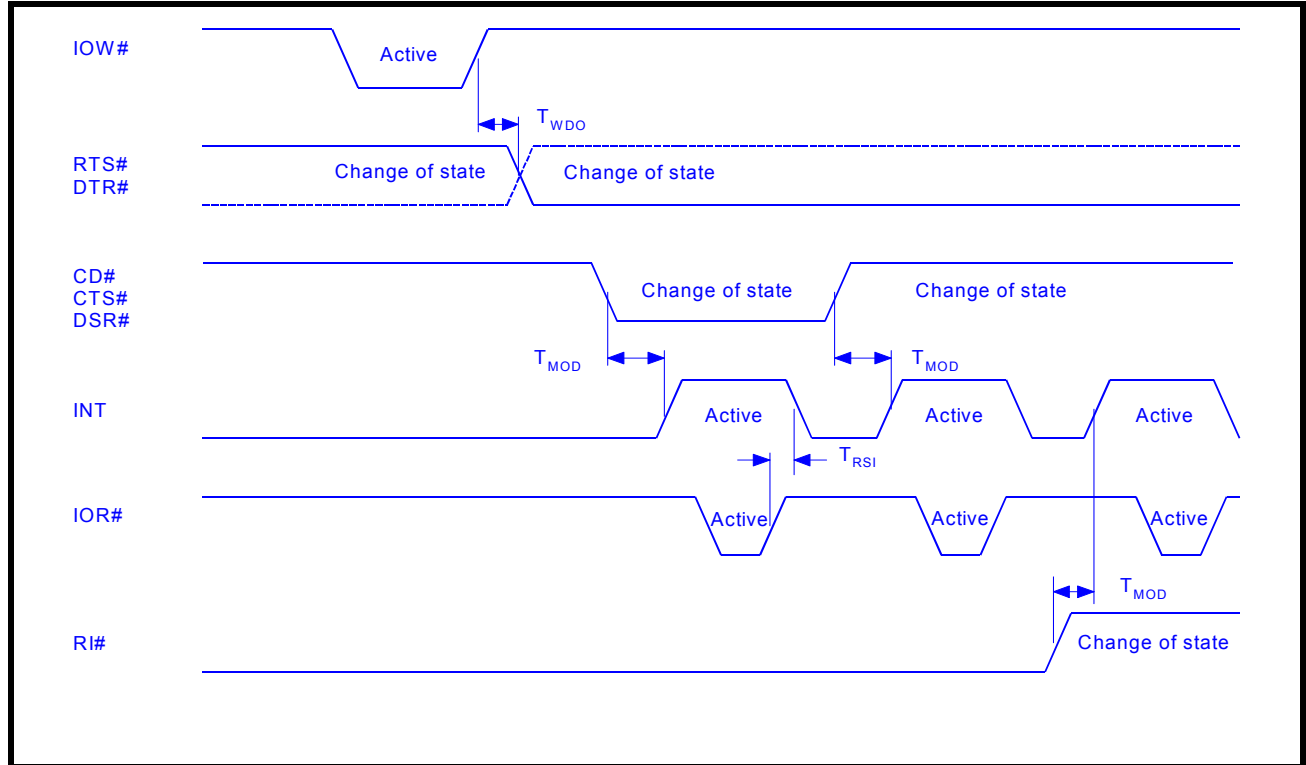 IOW#
Active
TWDO
RTS#
DTR#
Change of state
Change of state
CD#
CTS#
DSR#
Change of state
Change of state
TMOD
TMOD
INT
Active
Active
Active
TRSI
IOR#
Active
Active
Active
TMOD
RI#
Change of state